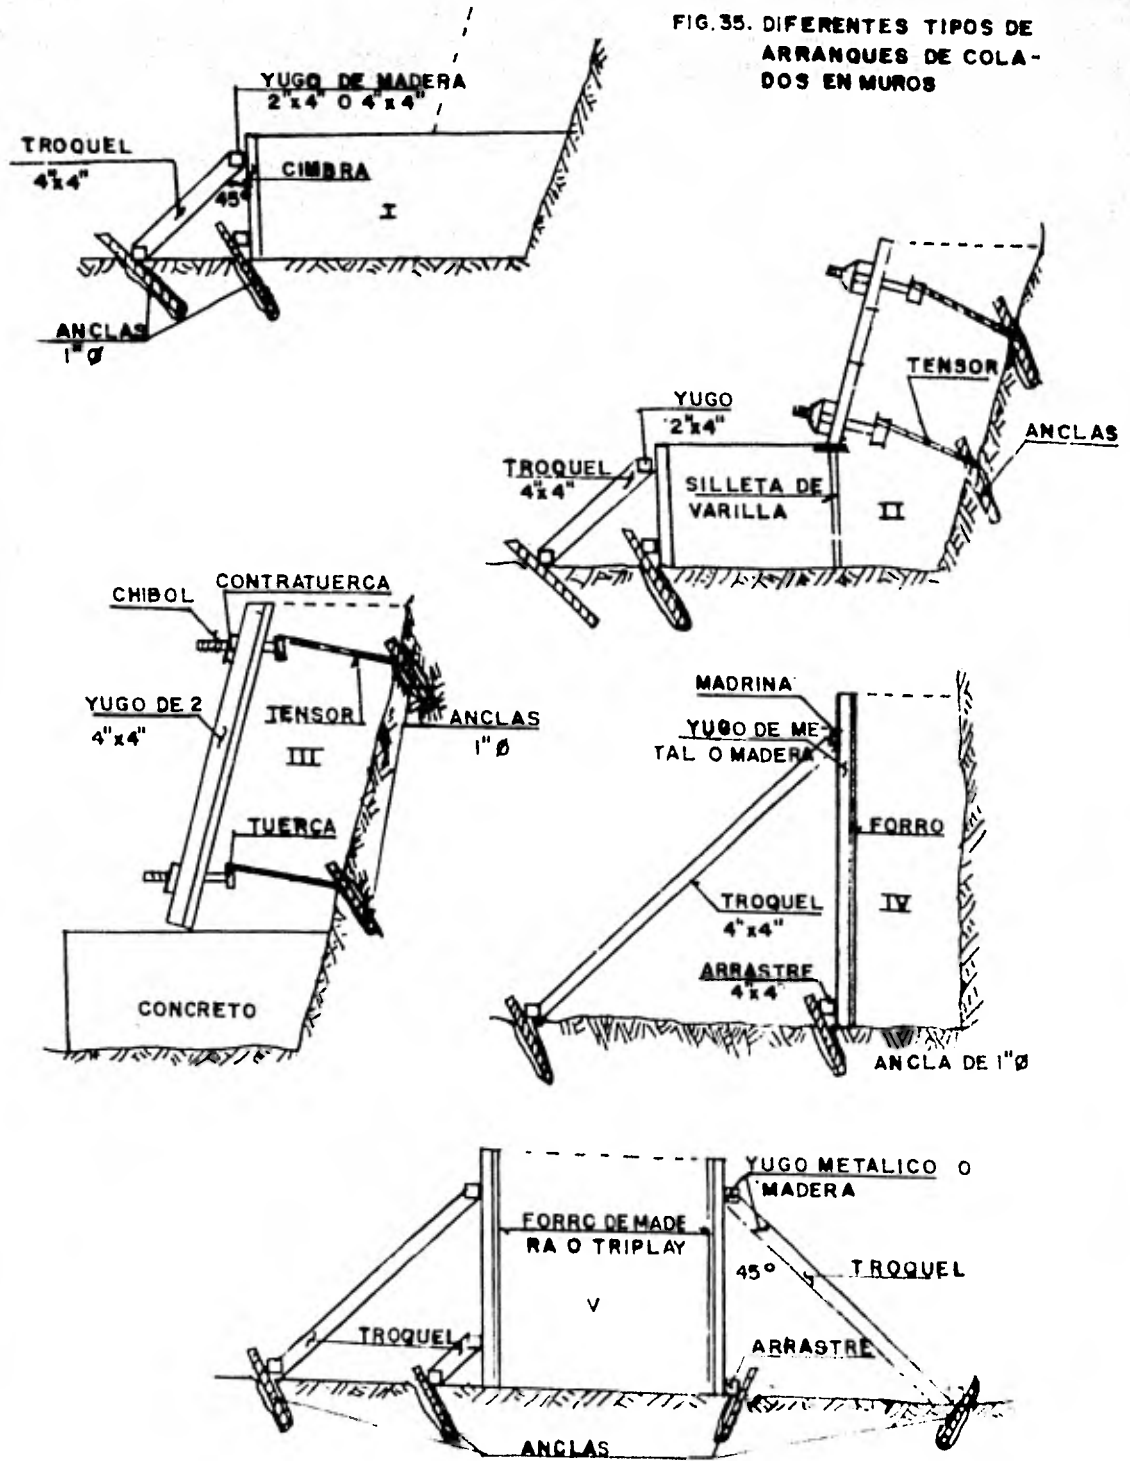 FIG.35. DIFERENTES TIPOS DE
ARRANQUES DE COLA-
DOS EN MUROS
YUGO DE MADERA
2"x4" O 4"x4"
TROQUEL
4"x4"
CIMBRA
45°
I
ANCLAS
1"Ø
TENSOR
YUGO
2"x4"
ANCLAS
TROQUEL
4"x4"
SILLETA DE
VARILLA
II
CONTRATUERCA
CHIBOL
YUGO DE 2
4"x4"
TENSOR
ANCLAS
1"Ø
III
TUERCA
CONCRETO
MADRINA
YUGO DE ME-
TAL O MADERA
FORRO
TROQUEL
4"x4"
IV
ARRASTRE
4"x4"
ANCLA DE 1"Ø
YUGO METALICO O
MADERA
FORRO DE MADE
RA O TRIPLAY
45°
TROQUEL
V
TROQUEL
ARRASTRE
ANCLAS